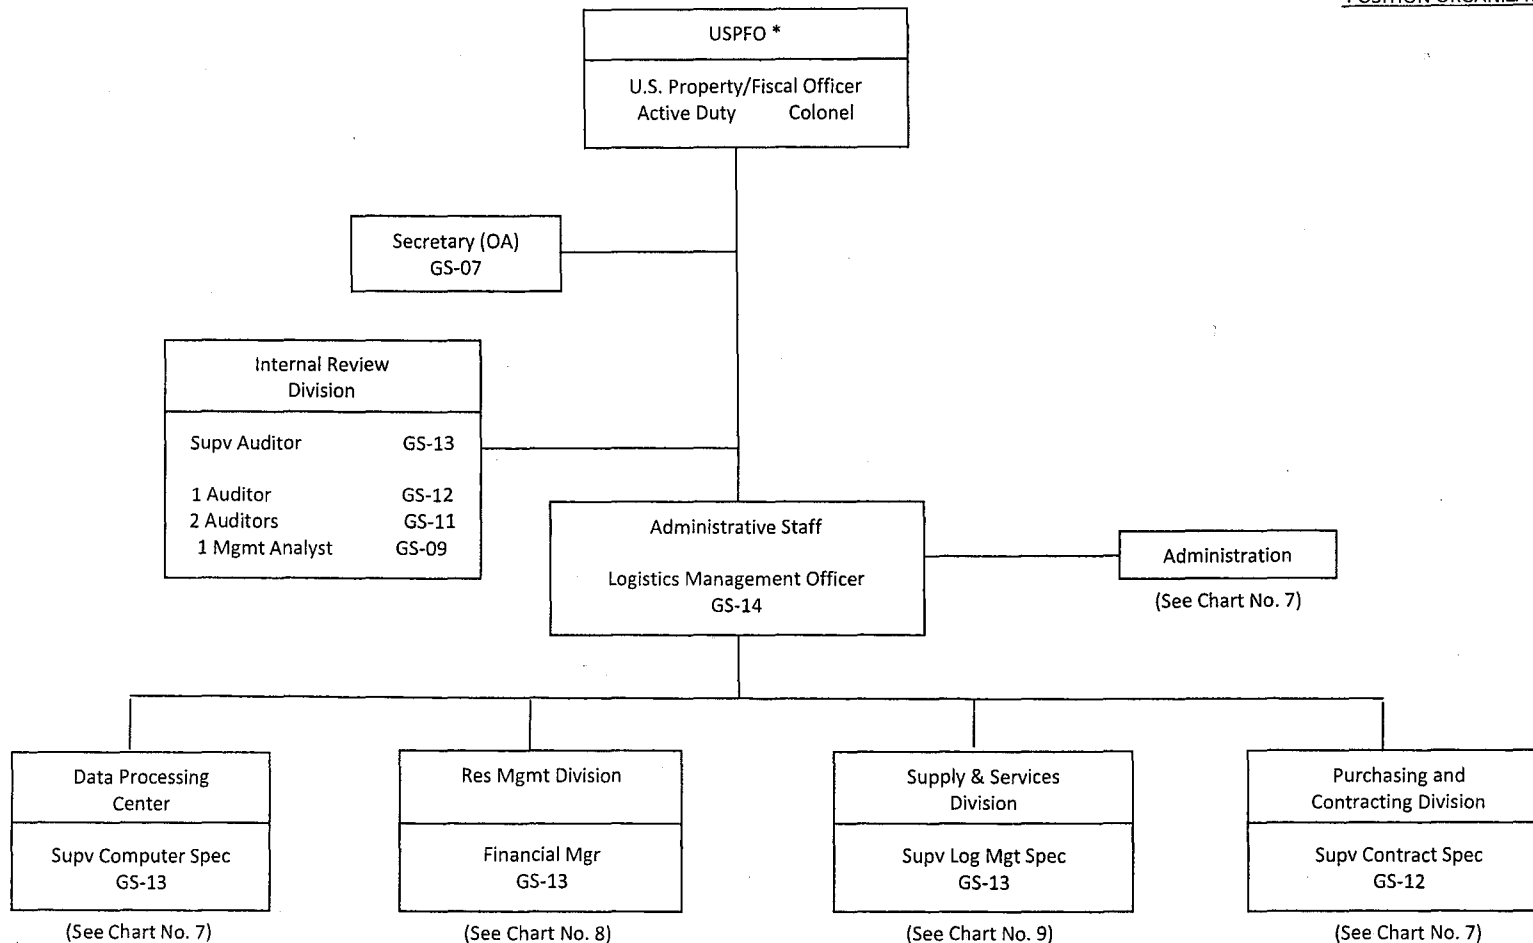 USPFO *
U.S. Property/Fiscal Officer
Active Duty Colonel
Secretary (OA)
GS-07
Internal Review
Division
Supv Auditor GS-13
1 Auditor GS-12
2 Auditors GS-11
1 Mgmt Analyst GS-09
Administrative Staff
Logistics Management Officer
GS-14
Administration
(See Chart No. 7)
Data Processing
Center
Supv Computer Spec
GS-13
(See Chart No. 7)
Res Mgmt Division
Financial Mgr
GS-13
(See Chart No. 8)
Supply & Services
Division
Supv Log Mgt Spec
GS-13
(See Chart No. 9)
Purchasing and
Contracting Division
Supv Contract Spec
GS-12
(See Chart No. 7)